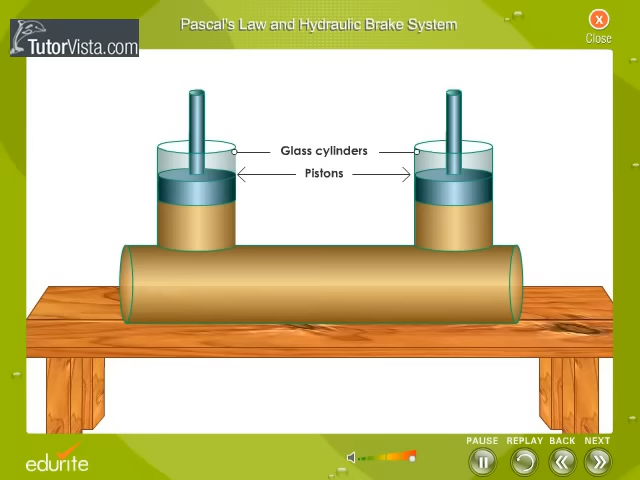 Pascal's Law and Hydraulic Brake System
X
Close
TutorVista.com
Glass cylinders
Pistons
PAUSE REPLAY BACK NEXT
edurite